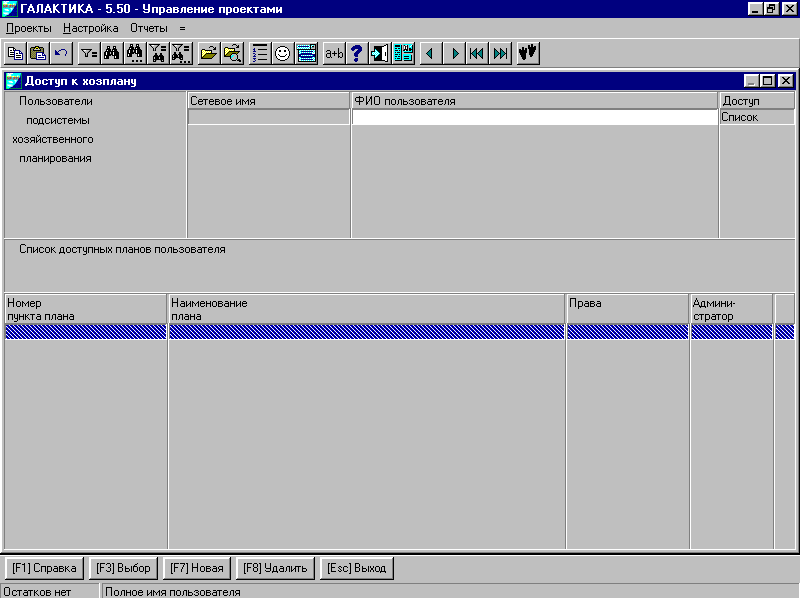 ГАЛАКТИКА - 5.50 - Управление проектами
Проекты Настройка Отчеты =
a+b ?
Доступ к хозплану
Пользователи
подсистемы
хозяйственного
планирования
Сетевое имя ФИО пользователя Доступ
Список
Список доступных планов пользователя
Номер
пункта плана
Наименование
плана
Права
Админи-
стратор
[F1] Справка [F3] Выбор [F7] Новая [F8] Удалить [Esc] Выход
Остатков нет Полное имя пользователя